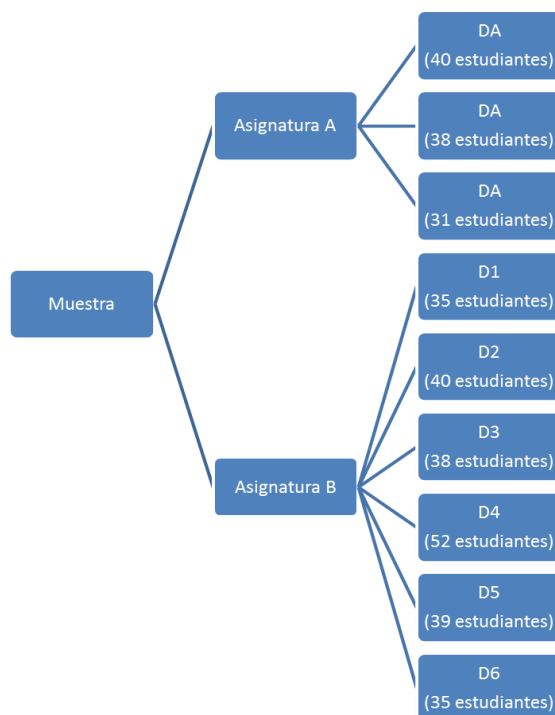 Muestra
Asignatura A
DA
(40 estudiantes)
DA
(38 estudiantes)
DA
(31 estudiantes)
Asignatura B
D1
(35 estudiantes)
D2
(40 estudiantes)
D3
(38 estudiantes)
D4
(52 estudiantes)
D5
(39 estudiantes)
D6
(35 estudiantes)